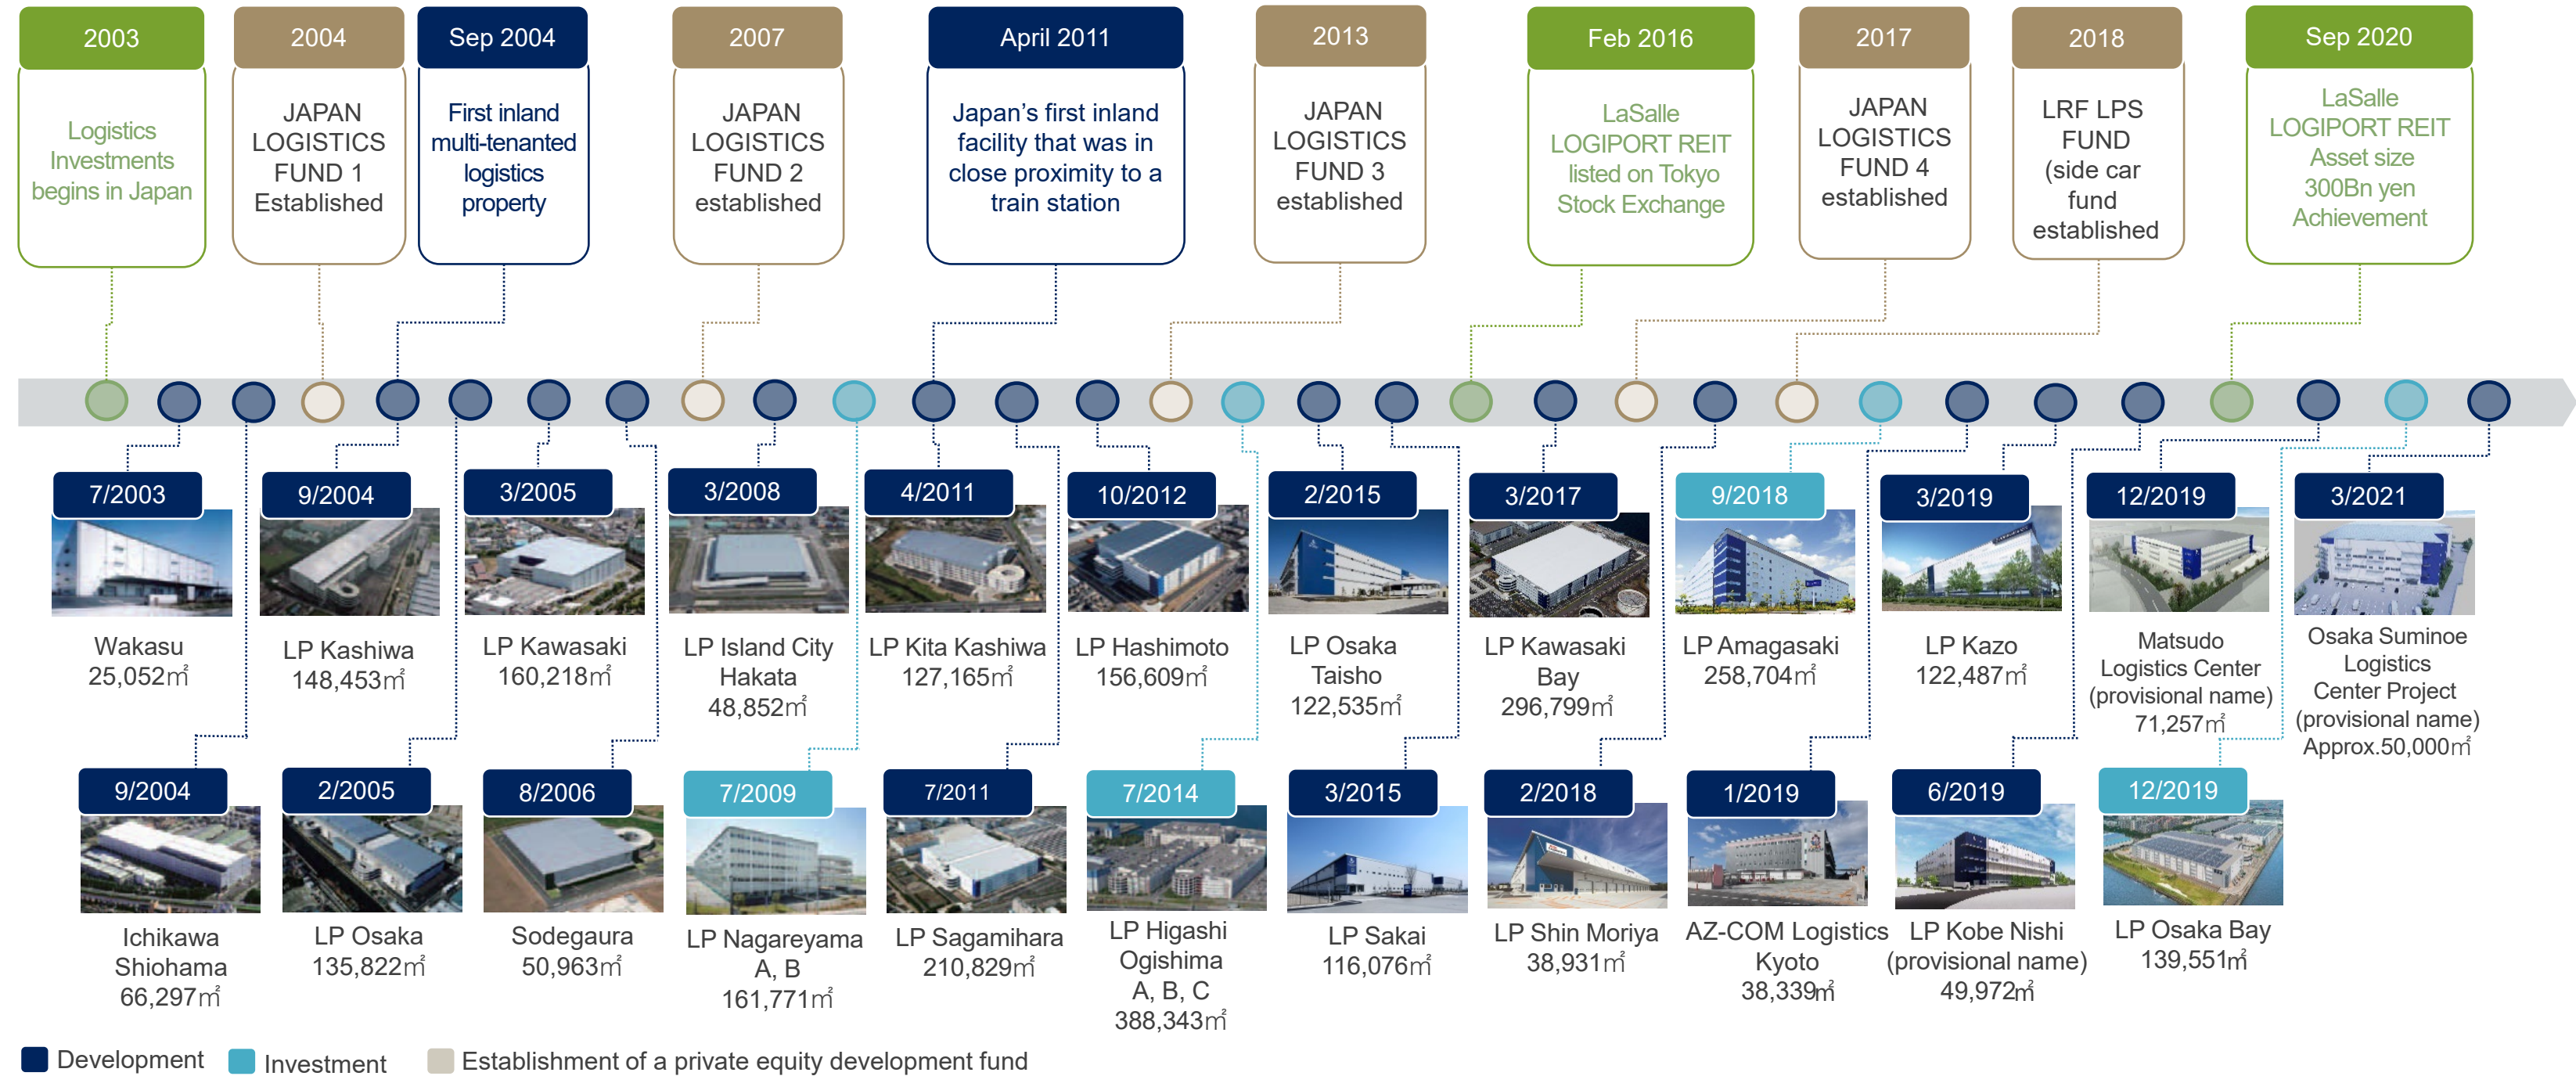 2003
Logistics
Investments
begins in Japan
2004
JAPAN
LOGISTICS
FUND 1
Established
Sep 2004
First inland
multi-tenanted
logistics
property
2007
JAPAN
LOGISTICS
FUND 2
established
April 2011
Japan’s first inland
facility that was in
close proximity to a
train station
2013
JAPAN
LOGISTICS
FUND 3
established
Feb 2016
LaSalle
LOGIPORT REIT
listed on Tokyo
Stock Exchange
2017
JAPAN
LOGISTICS
FUND 4
established
2018
LRF LPS
FUND
(side car
fund
established
Sep 2020
LaSalle
LOGIPORT REIT
Asset size
300Bn yen
Achievement
7/2003
Wakasu
25,052㎡
9/2004
LP Kashiwa
148,453㎡
3/2005
LP Kawasaki
160,218㎡
3/2008
LP Island City
Hakata
48,852㎡
4/2011
LP Kita Kashiwa
127,165㎡
10/2012
LP Hashimoto
156,609㎡
2/2015
LP Osaka
Taisho
122,535㎡
3/2017
LP Kawasaki
Bay
296,799㎡
9/2018
LP Amagasaki
258,704㎡
3/2019
LP Kazo
122,487㎡
12/2019
Matsudo
Logistics Center
(provisional name)
71,257㎡
3/2021
Osaka Suminoe
Logistics
Center Project
(provisional name)
Approx.50,000㎡
9/2004
Ichikawa
Shiohama
66,297㎡
2/2005
LP Osaka
135,822㎡
8/2006
Sodegaura
50,963㎡
7/2009
LP Nagareyama
A, B
161,771㎡
7/2011
LP Sagamihara
210,829㎡
7/2014
LP Higashi
Ogishima
A, B, C
388,343㎡
3/2015
LP Sakai
116,076㎡
2/2018
LP Shin Moriya
38,931㎡
1/2019
AZ-COM Logistics
Kyoto
38,339㎡
6/2019
LP Kobe Nishi
(provisional name)
49,972㎡
12/2019
LP Osaka Bay
139,551㎡
Development
Investment
Establishment of a private equity development fund